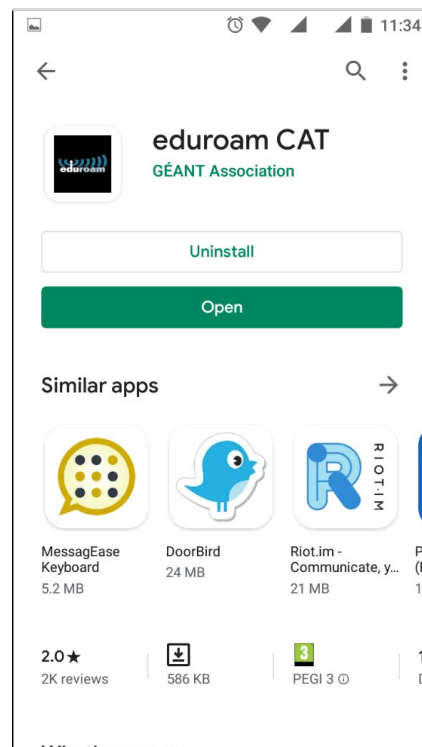 11:34
eduroam
eduroam CAT
GÉANT Association
Uninstall
Open
Similar apps
RIOT·IM
MessagEase
Keyboard
5.2 MB
DoorBird
24 MB
Riot.im -
Communicate, y...
21 MB
2.0★
2K reviews
586 KB
3
PEGI 3